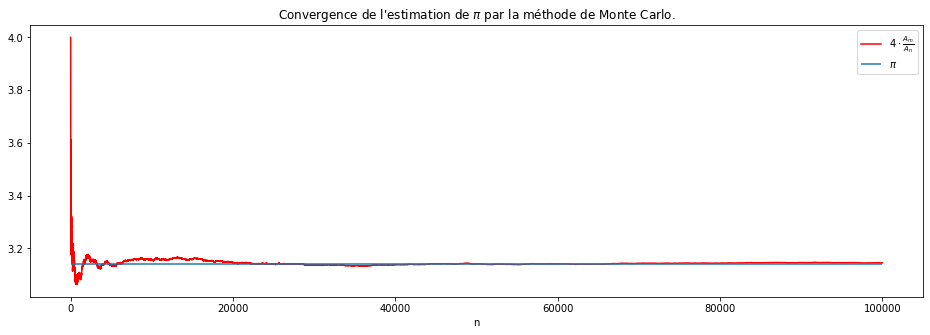 Convergence de l'estimation de π par la méthode de Monte Carlo.
4.0
3.8
3.6
3.4
3.2
4 · Aₘ/Aₙ
π
0 20000 40000 60000 80000 100000
n